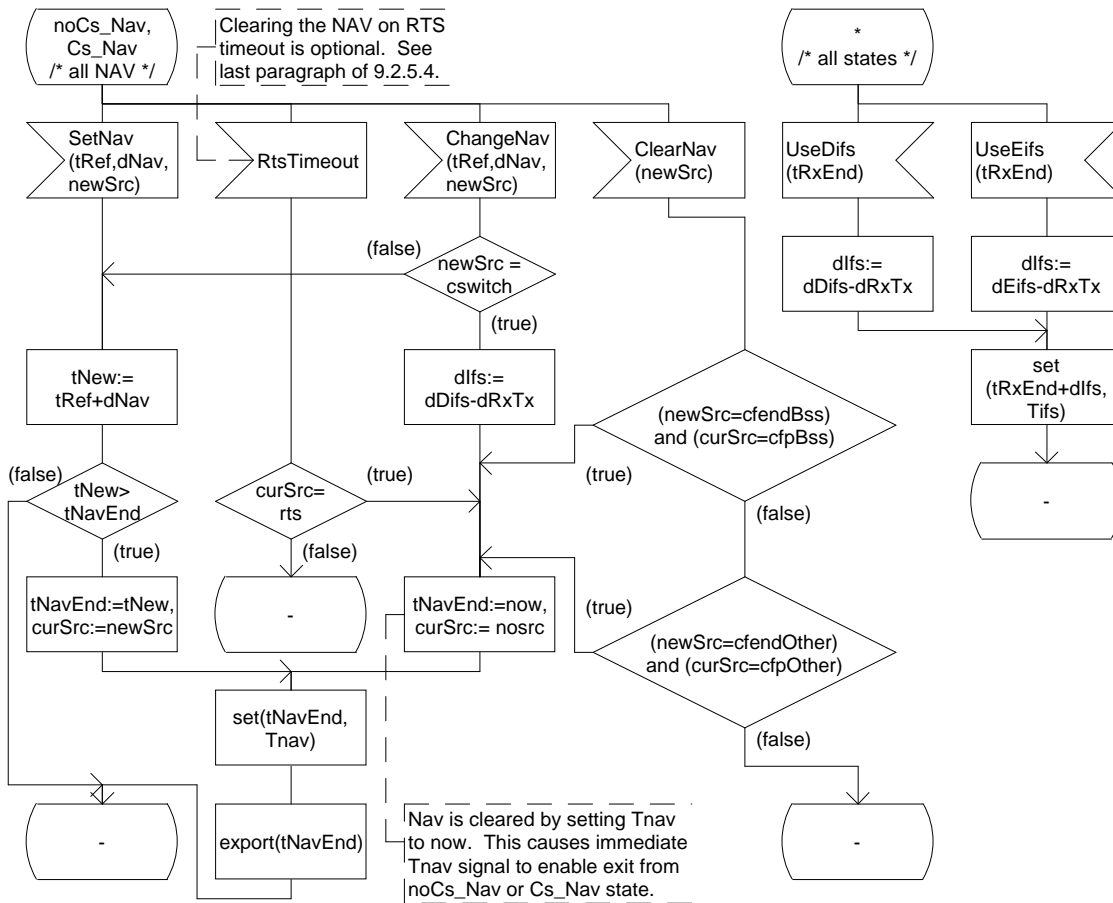 noCs_Nav,
Cs_Nav
/* all NAV */
Clearing the NAV on RTS
timeout is optional. See
last paragraph of 9.2.5.4.
*
/* all states */
SetNav
(tRef,dNav,
newSrc)
RtsTimeout
ChangeNav
(tRef,dNav,
newSrc)
ClearNav
(newSrc)
UseDifs
(tRxEnd)
UseEifs
(tRxEnd)
(false)
newSrc =
cswitch
(true)
dIfs:=
dDifs-dRxTx
dIfs:=
dEifs-dRxTx
tNew:=
tRef+dNav
dIfs:=
dDifs-dRxTx
set
(tRxEnd+dIfs,
Tifs)
(newSrc=cfendBss)
and (curSrc=cfpBss)
(true)
(false)
(false)
tNew>
tNavEnd
(true)
curSrc=
rts
(true)
(false)
-
tNavEnd:=tNew,
curSrc:=newSrc
-
tNavEnd:=now,
curSrc:= nosrc
(true)
(newSrc=cfendOther)
and (curSrc=cfpOther)
(false)
set(tNavEnd,
Tnav)
-
export(tNavEnd)
Nav is cleared by setting Tnav
to now. This causes immediate
Tnav signal to enable exit from
noCs_Nav or Cs_Nav state.
-